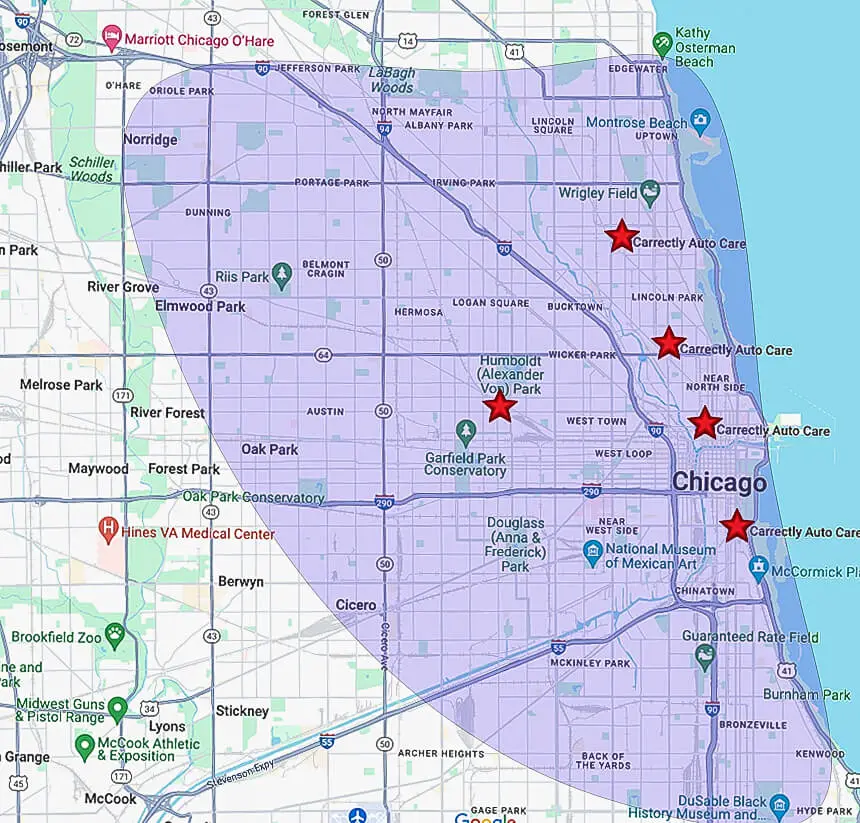 FOREST GLEN
43
90
14
Kathy
Osterman
Beach
72
Marriott Chicago O'Hare
41
osemont
EDGEWATER
90
JEFFERSON PARK
LaBagh
Woods
O'HARE
ORIOLE PARK
NORTH MAYFAIR
ALBANY PARK
LINCOLN
SQUARE
Montrose Beach
UPTOWN
94
Norridge
hiller Park
Schiller
Woods
PORTAGE PARK
IRVING PARK
Wrigley Field
DUNNING
Carrectly Auto Care
n Park
90
50
BELMONT
CRAGIN
Riis Park
River Grove
43
Elmwood Park
LOGAN SQUARE
LINCOLN PARK
BUCKTOWN
HERMOSA
64
WICKER PARK
Carrectly Auto Care
Humboldt
(Alexander
Von) Park
NEAR
NORTH SIDE
Melrose Park
171
River Forest
AUSTIN
50
WEST TOWN
90
Carrectly Auto Care
Oak Park
Garfield Park
Conservatory
WEST LOOP
od
Maywood
Forest Park
Chicago
Oak Park Conservatory
290
290
43
Hines VA Medical Center
Douglass
(Anna &
Frederick)
Park
NEAR
WEST SIDE
Carrectly Auto Care
National Museum
of Mexican Art
50
McCormick Pl
Berwyn
CHINATOWN
Cicero
Brookfield Zoo
43
Cicero Ave
Guaranteed Rate Field
55
MCKINLEY PARK
ne and
Park
41
Midwest Guns
& Pistol Range
34
Stickney
Burnham Park
90
Lyons
BRONZEVILLE
McCook Athletic
& Exposition
55
50
ARCHER HEIGHTS
BACK OF
THE YARDS
KENWOOD
a Grange
45
171
Stevenson Expy
41
McCook
DuSable Black
History Museum and...
HYDE PARK
GAGE PARK
Google